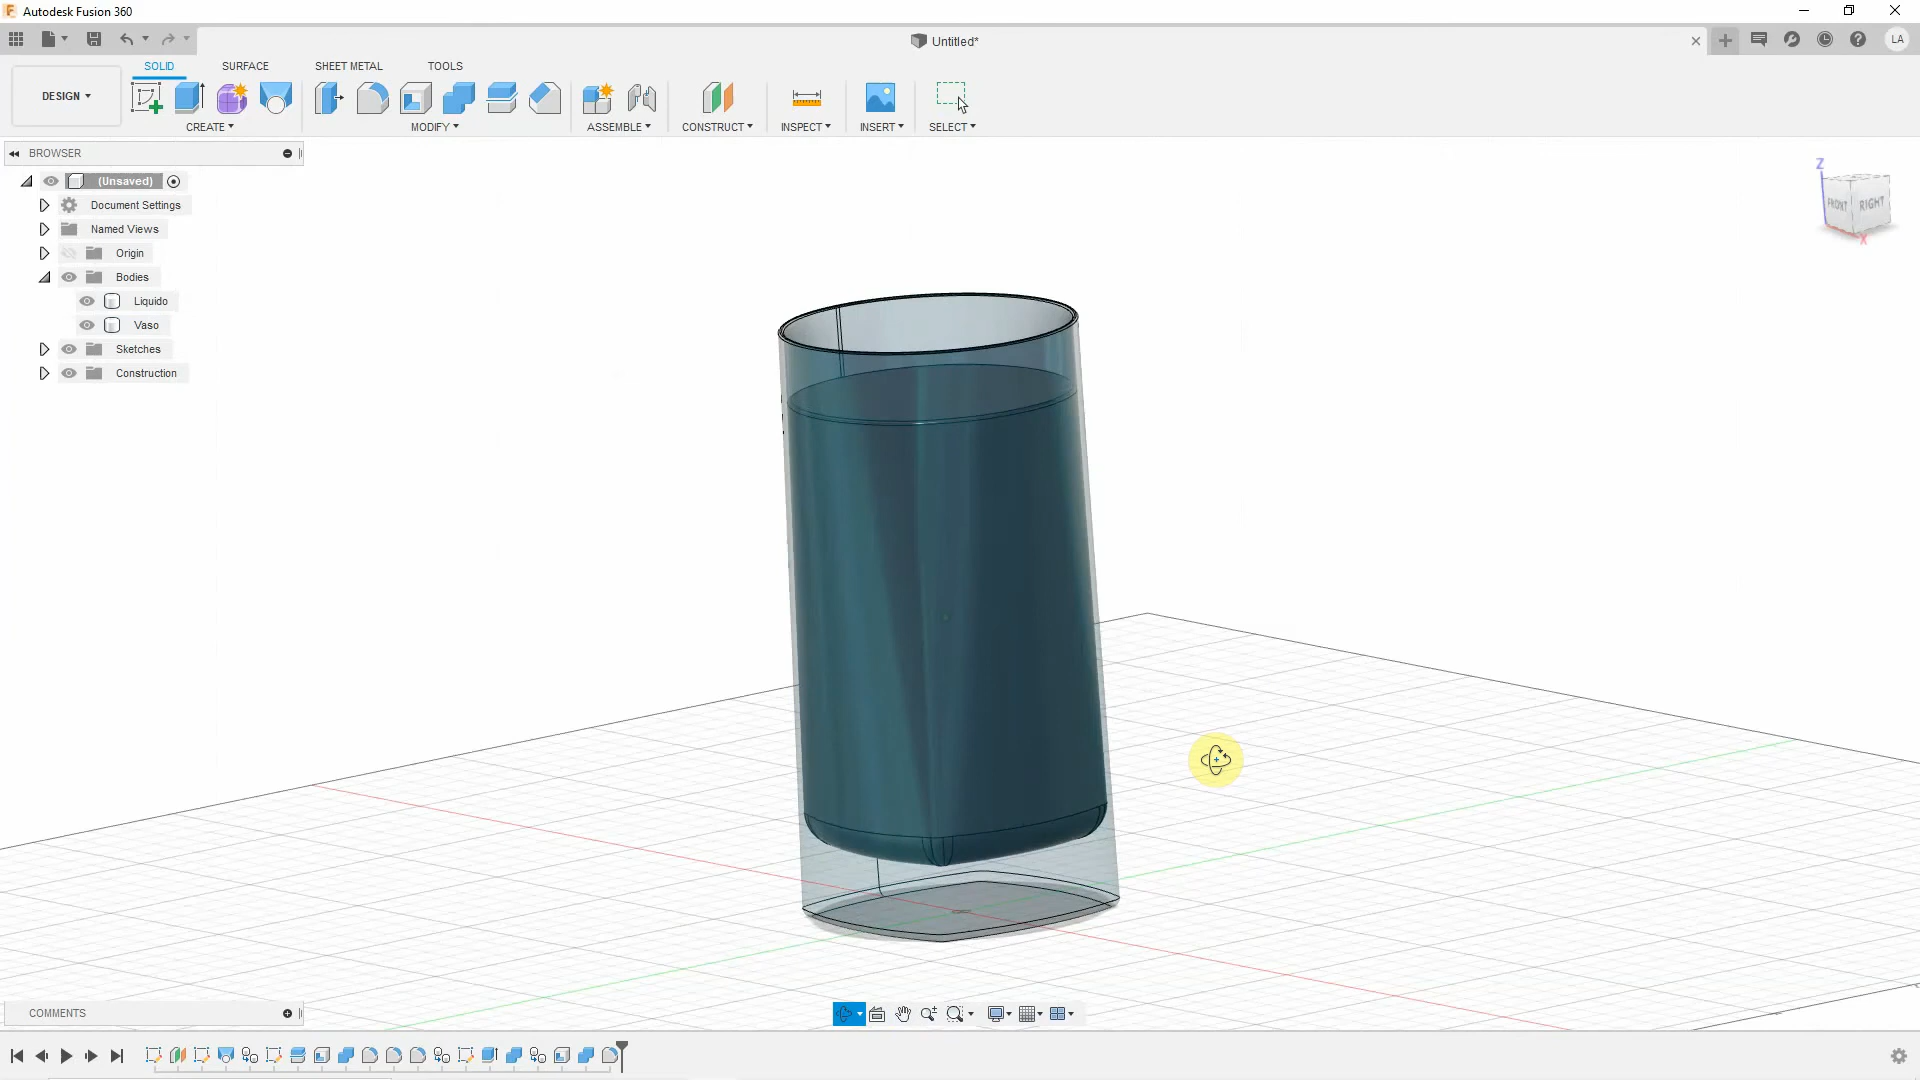 Autodesk Fusion 360
Untitled*
LA
SOLID
SURFACE
SHEET METAL
TOOLS
DESIGN
CREATE
MODIFY
ASSEMBLE
CONSTRUCT
INSPECT
INSERT
SELECT
BROWSER
(Unsaved)
Document Settings
Named Views
Origin
Bodies
Liquido
Vaso
Sketches
Construction
Z
FRONT
RIGHT
X
COMMENTS